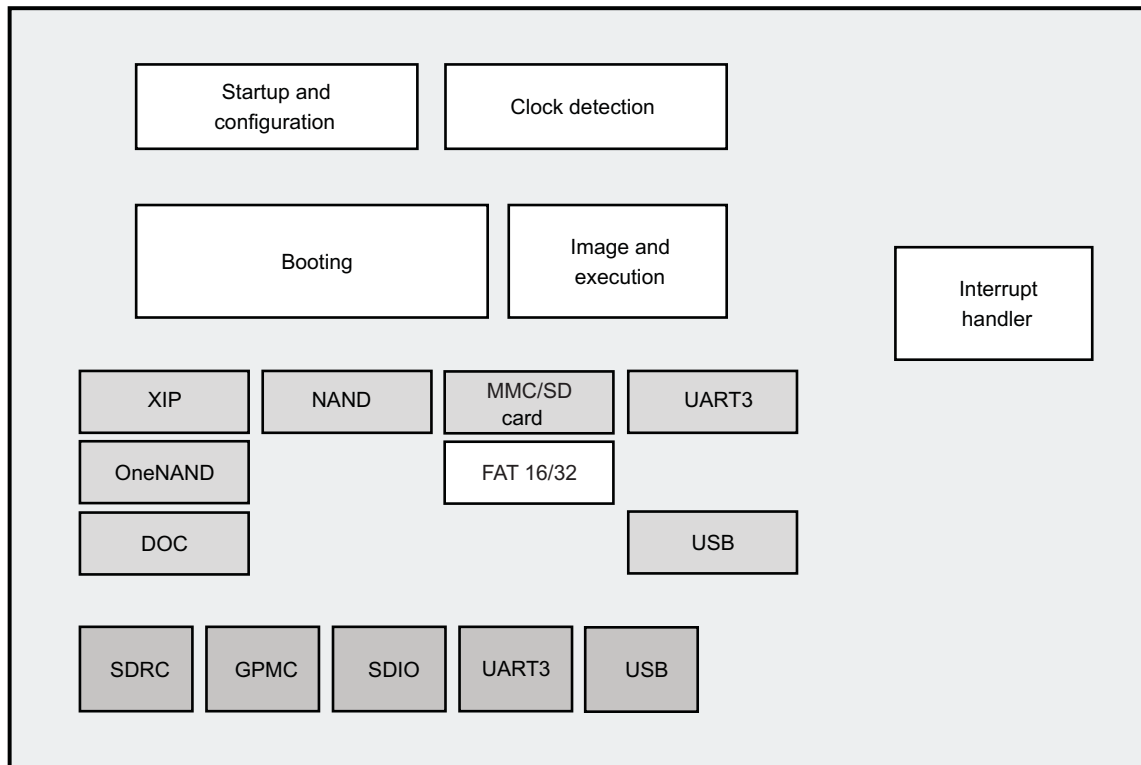 Startup and
configuration
Clock detection
Booting
Image and
execution
Interrupt
handler
XIP
NAND
MMC/SD
card
UART3
OneNAND
FAT 16/32
DOC
USB
SDRC
GPMC
SDIO
UART3
USB